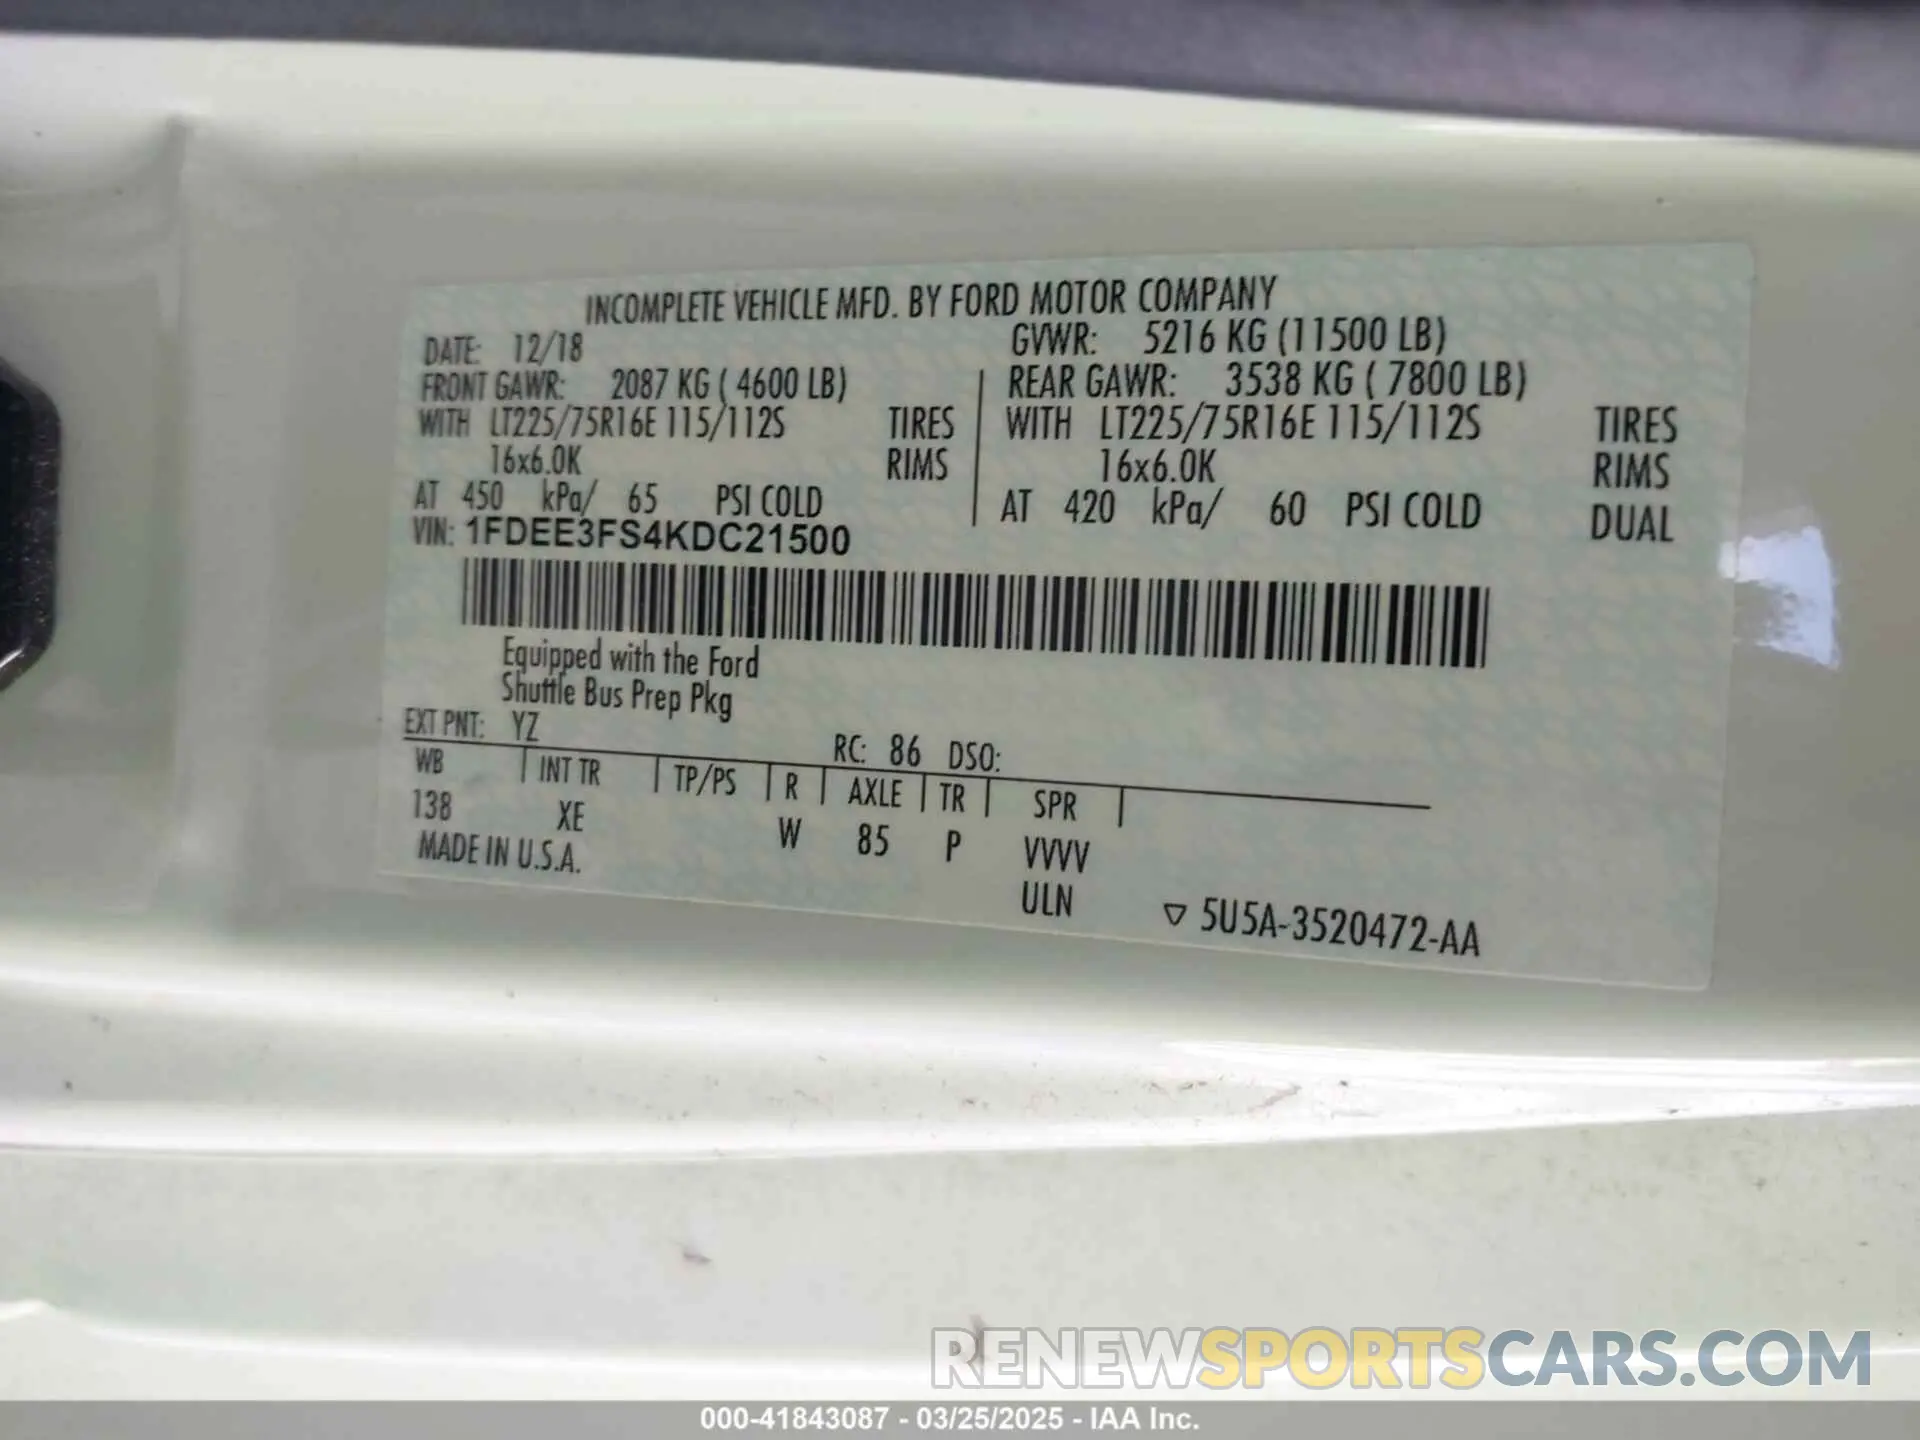 INCOMPLETE VEHICLE MFD. BY FORD MOTOR COMPANY
DATE: 12/18 GVWR: 5216 KG (11500 LB)
FRONT GAWR: 2087 KG ( 4600 LB) REAR GAWR: 3538 KG ( 7800 LB)
WITH LT225/75R16E 115/112S TIRES WITH LT225/75R16E 115/112S TIRES
16x6.0K RIMS 16x6.0K RIMS
AT 450 kPa/ 65 PSI COLD AT 420 kPa/ 60 PSI COLD DUAL
VIN: 1FDEE3FS4KDC21500
Equipped with the Ford
Shuttle Bus Prep Pkg
EXT PNT: YZ RC: 86 DSO:
WB INT TR TP/PS R AXLE TR SPR
138 XE W 85 P VVVV
MADE IN U.S.A. ULN
5U5A-3520472-AA
RENEWSPORTSCARS.COM
000-41843087 - 03/25/2025 - IAA Inc.